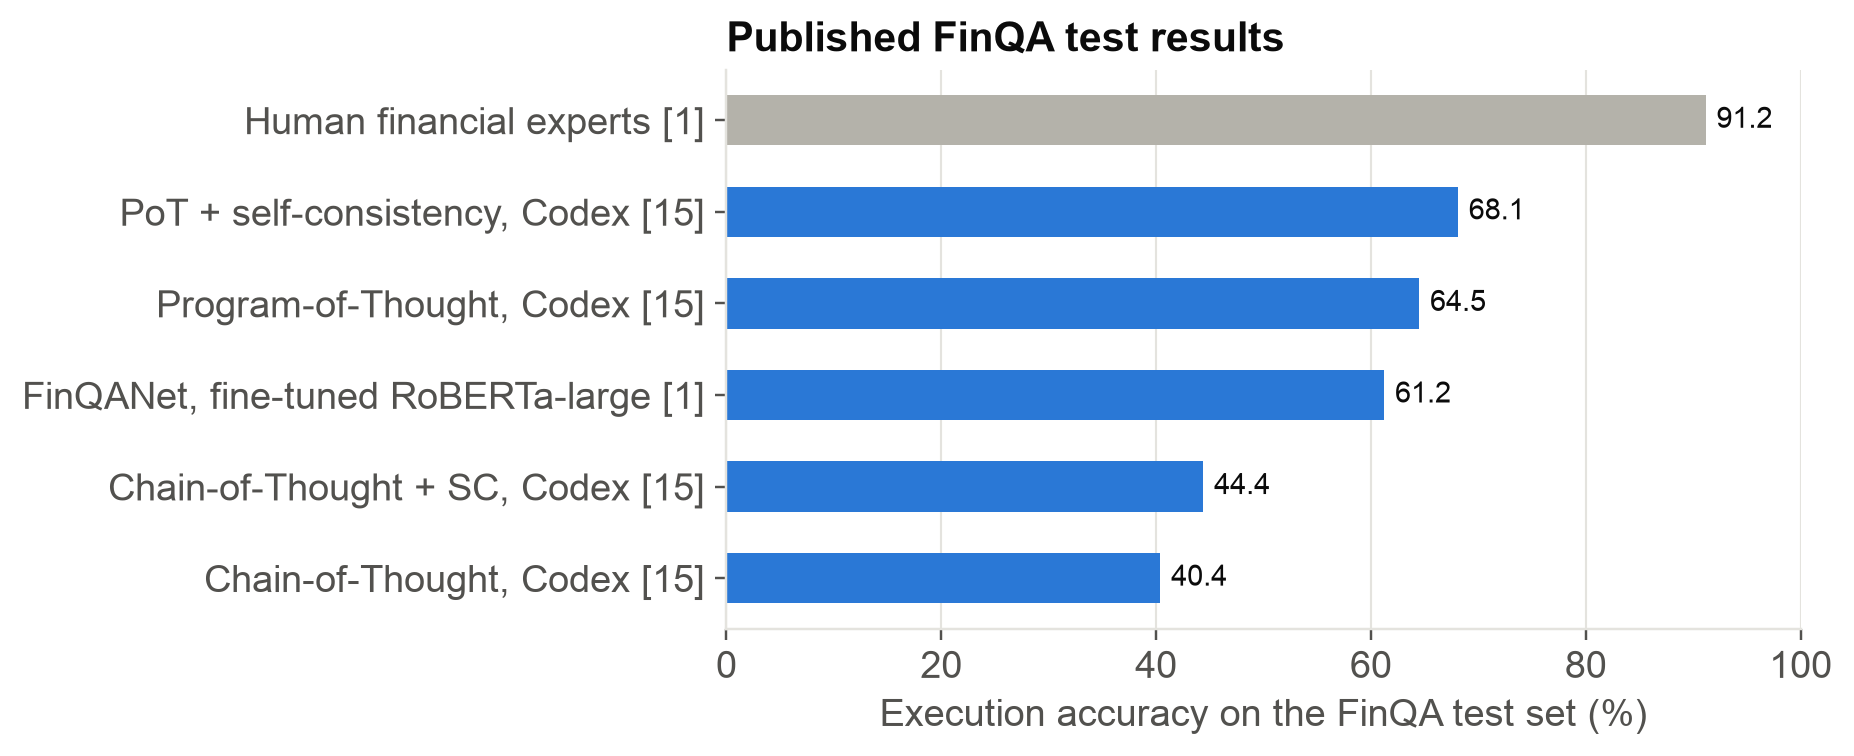 Published FinQA test results
Human financial experts [1]
91.2
PoT + self-consistency, Codex [15]
68.1
Program-of-Thought, Codex [15]
64.5
FinQANet, fine-tuned RoBERTa-large [1]
61.2
Chain-of-Thought + SC, Codex [15]
44.4
Chain-of-Thought, Codex [15]
40.4
0 20 40 60 80 100
Execution accuracy on the FinQA test set (%)